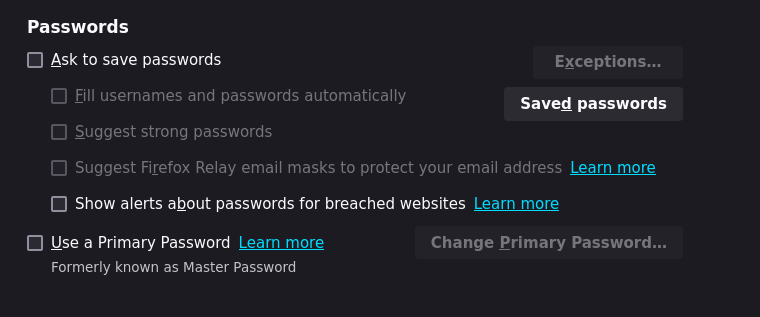 Passwords
Ask to save passwords
Exceptions...
Fill usernames and passwords automatically
Saved passwords
Suggest strong passwords
Suggest Firefox Relay email masks to protect your email address Learn more
Show alerts about passwords for breached websites Learn more
Use a Primary Password Learn more
Change Primary Password...
Formerly known as Master Password